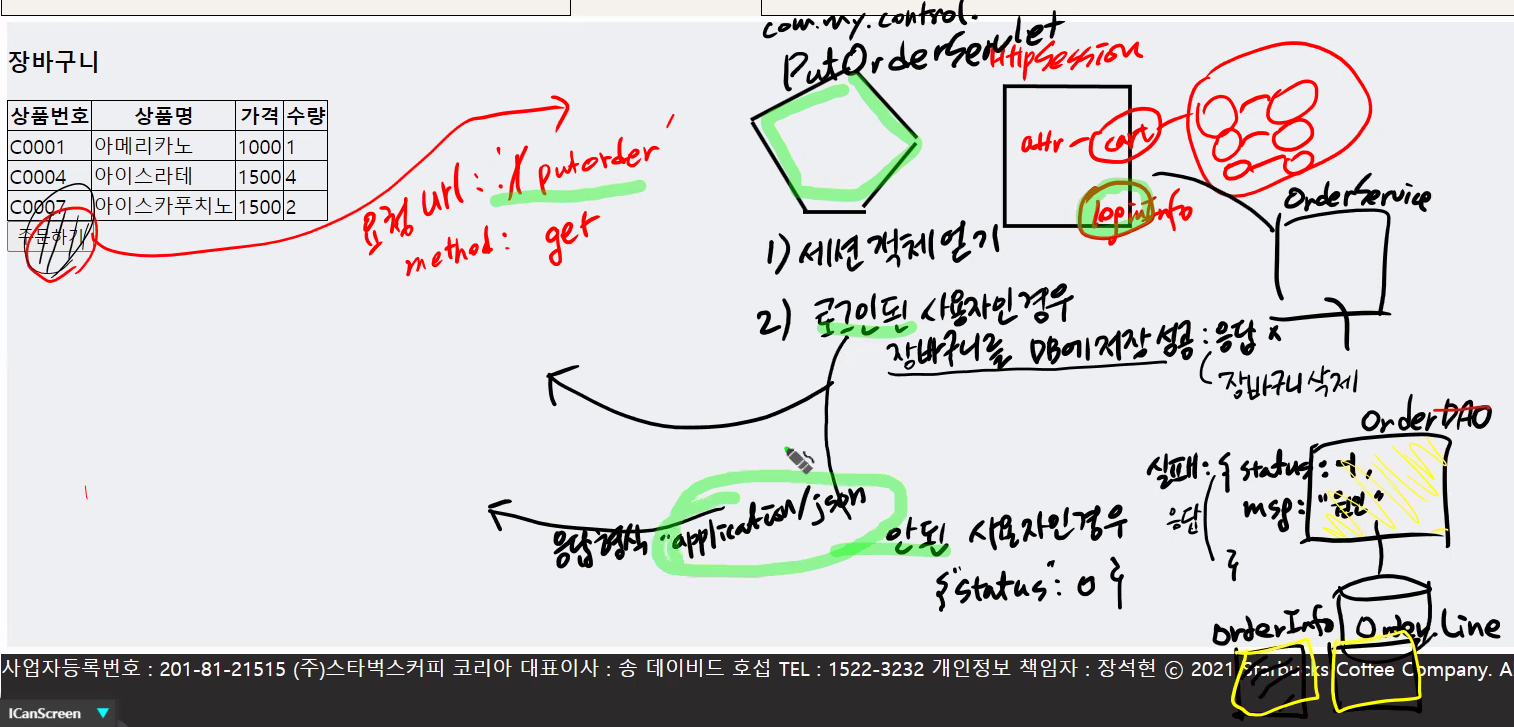 장바구니
상품번호 상품명 가격 수량
C0001 아메리카노 1000 1
C0004 아이스라테 1500 4
C0007 아이스카푸치노 1500 2
주문하기
요청 url : './putorder'
method : get
com.my.control.
PutOrderServlet
HttpSession
attr - cart
loginInfo
OrderService
1) 세션객체얻기
2) 로그인된 사용자인경우
장바구니를 DB에저장 성공 : 응답 x
장바구니삭제
OrderDAO
실패 : { status : -1,
응답
}
안된 사용자인경우
{"status": 0 }
응답형식 "application/json
OrderInfo
OrderLine
사업자등록번호 : 201-81-21515 (주)스타벅스커피 코리아 대표이사 : 송 데이비드 호섭 TEL : 1522-3232 개인정보 책임자 : 장석현 ⓒ 2021 Starbucks Coffee Company. A
ICanScreen